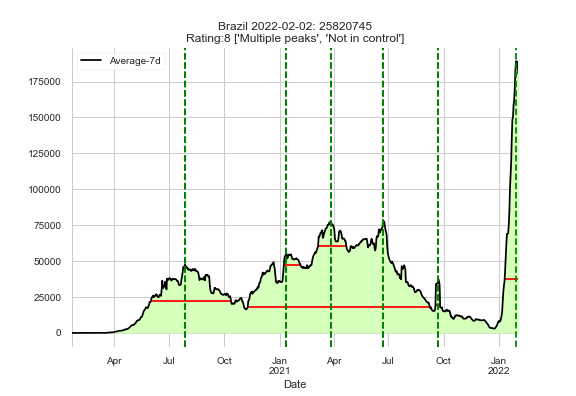 Brazil 2022-02-02: 25820745
Rating:8 ['Multiple peaks', 'Not in control']
Average-7d
175000
150000
125000
100000
75000
50000
25000
0
Apr Jul Oct Jan Apr Jul Oct Jan
2021 2022
Date